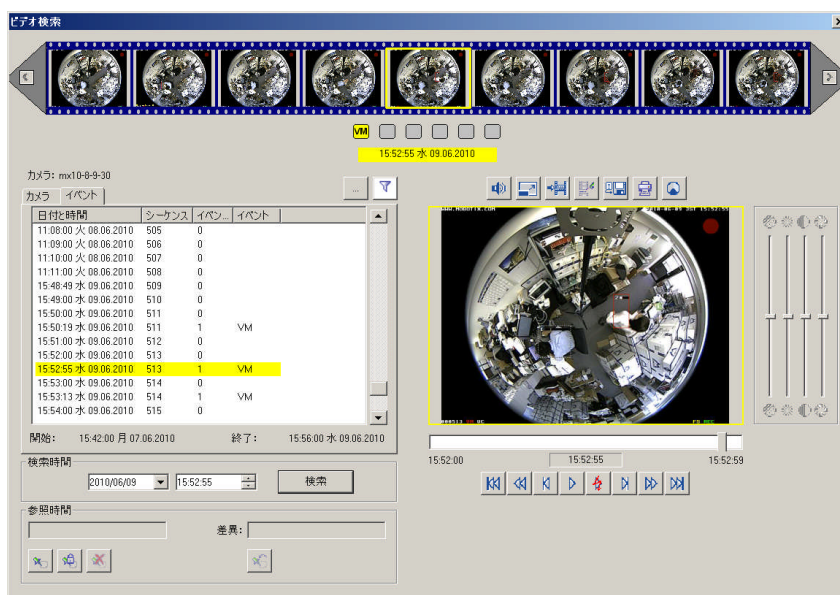 ビデオ検索
VM
15:52:55 水 09.06.2010
カメラ: mx10-8-9-30
...
カメラ イベント
日付と時間 シーケンス イベン... イベント
11:08:00 火 08.06.2010 505 0
11:09:00 火 08.06.2010 506 0
11:10:00 火 08.06.2010 507 0
11:11:00 火 08.06.2010 508 0
15:48:49 水 09.06.2010 509 0
15:49:00 水 09.06.2010 510 0
15:50:00 水 09.06.2010 511 0
15:50:19 水 09.06.2010 511 1 VM
15:51:00 水 09.06.2010 512 0
15:52:00 水 09.06.2010 513 0
15:52:55 水 09.06.2010 513 1 VM
15:53:00 水 09.06.2010 514 0
15:53:13 水 09.06.2010 514 1 VM
15:54:00 水 09.06.2010 515 0
開始: 15:42:00 月 07.06.2010 終了: 15:56:00 水 09.06.2010
15:52:00 15:52:55 15:52:59
検索時間
2010/06/09 15:52:55 検索
参照時間
差異: